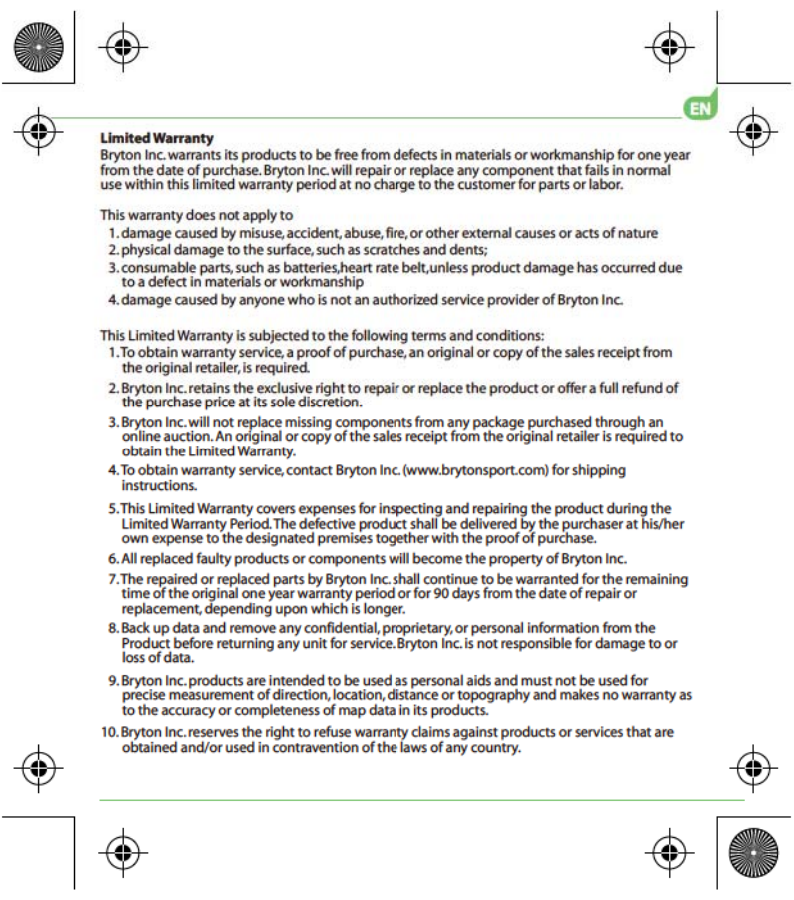 EN
Limited Warranty
Bryton Inc. warrants its products to be free from defects in materials or workmanship for one year
from the date of purchase. Bryton Inc. will repair or replace any component that fails in normal
use within this limited warranty period at no charge to the customer for parts or labor.
This warranty does not apply to
1. damage caused by misuse, accident, abuse, fire, or other external causes or acts of nature
2. physical damage to the surface, such as scratches and dents;
3. consumable parts, such as batteries,heart rate belt,unless product damage has occurred due
to a defect in materials or workmanship
4. damage caused by anyone who is not an authorized service provider of Bryton Inc.
This Limited Warranty is subjected to the following terms and conditions:
1. To obtain warranty service, a proof of purchase, an original or copy of the sales receipt from
the original retailer, is required.
2. Bryton Inc. retains the exclusive right to repair or replace the product or offer a full refund of
the purchase price at its sole discretion.
3. Bryton Inc. will not replace missing components from any package purchased through an
online auction. An original or copy of the sales receipt from the original retailer is required to
obtain the Limited Warranty.
4. To obtain warranty service, contact Bryton Inc. (www.brytonsport.com) for shipping
instructions.
5. This Limited Warranty covers expenses for inspecting and repairing the product during the
Limited Warranty Period. The defective product shall be delivered by the purchaser at his/her
own expense to the designated premises together with the proof of purchase.
6. All replaced faulty products or components will become the property of Bryton Inc.
7. The repaired or replaced parts by Bryton Inc. shall continue to be warranted for the remaining
time of the original one year warranty period or for 90 days from the date of repair or
replacement, depending upon which is longer.
8. Back up data and remove any confidential, proprietary, or personal information from the
Product before returning any unit for service. Bryton Inc. is not responsible for damage to or
loss of data.
9. Bryton Inc. products are intended to be used as personal aids and must not be used for
precise measurement of direction, location, distance or topography and makes no warranty as
to the accuracy or completeness of map data in its products.
10. Bryton Inc. reserves the right to refuse warranty claims against products or services that are
obtained and/or used in contravention of the laws of any country.